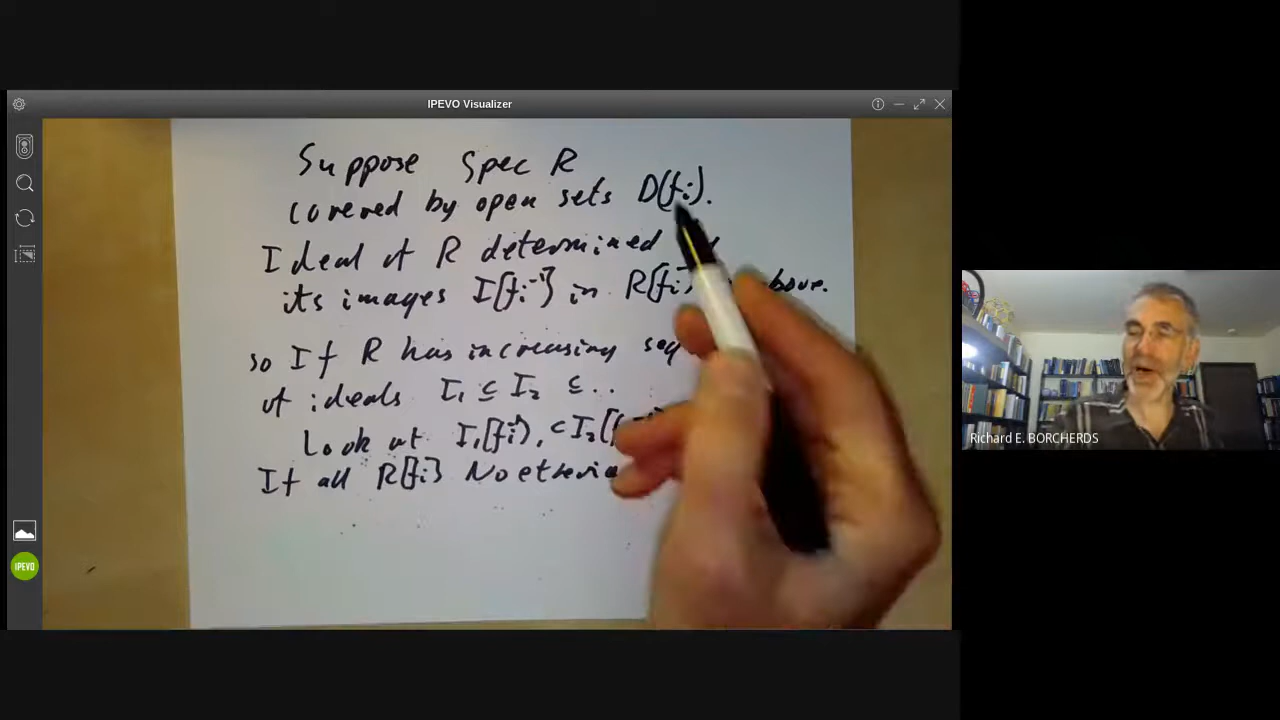 IPEVO Visualizer
Suppose Spec R
covered by open sets D(fi).
Ideal of R determined
its images I[fi⁻¹] in R[fi
so If R has increasing seq
of ideals I₁ ⊆ I₂ ⊆ ..
Look at I₁[fi⁻¹], ⊂ I₂[
If all R[fi] Noetheria
Richard E. BORCHERDS
IPEVO